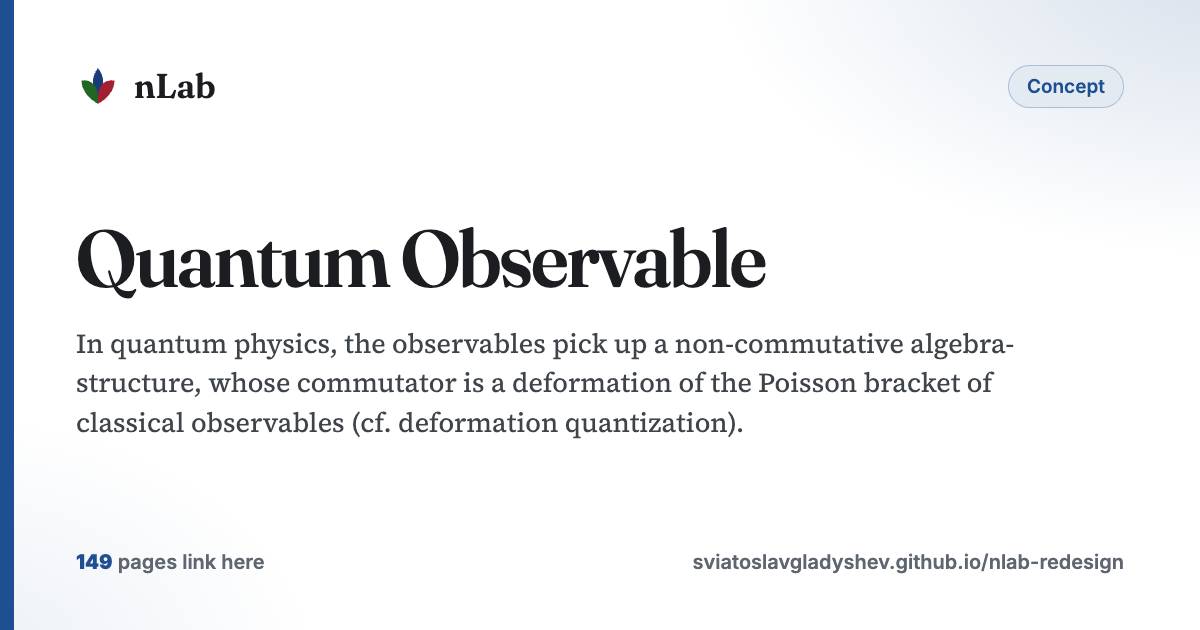 nLab
Concept
Quantum Observable
In quantum physics, the observables pick up a non-commutative algebra-
structure, whose commutator is a deformation of the Poisson bracket of
classical observables (cf. deformation quantization).
149 pages link here
sviatoslavgladyshev.github.io/nlab-redesign